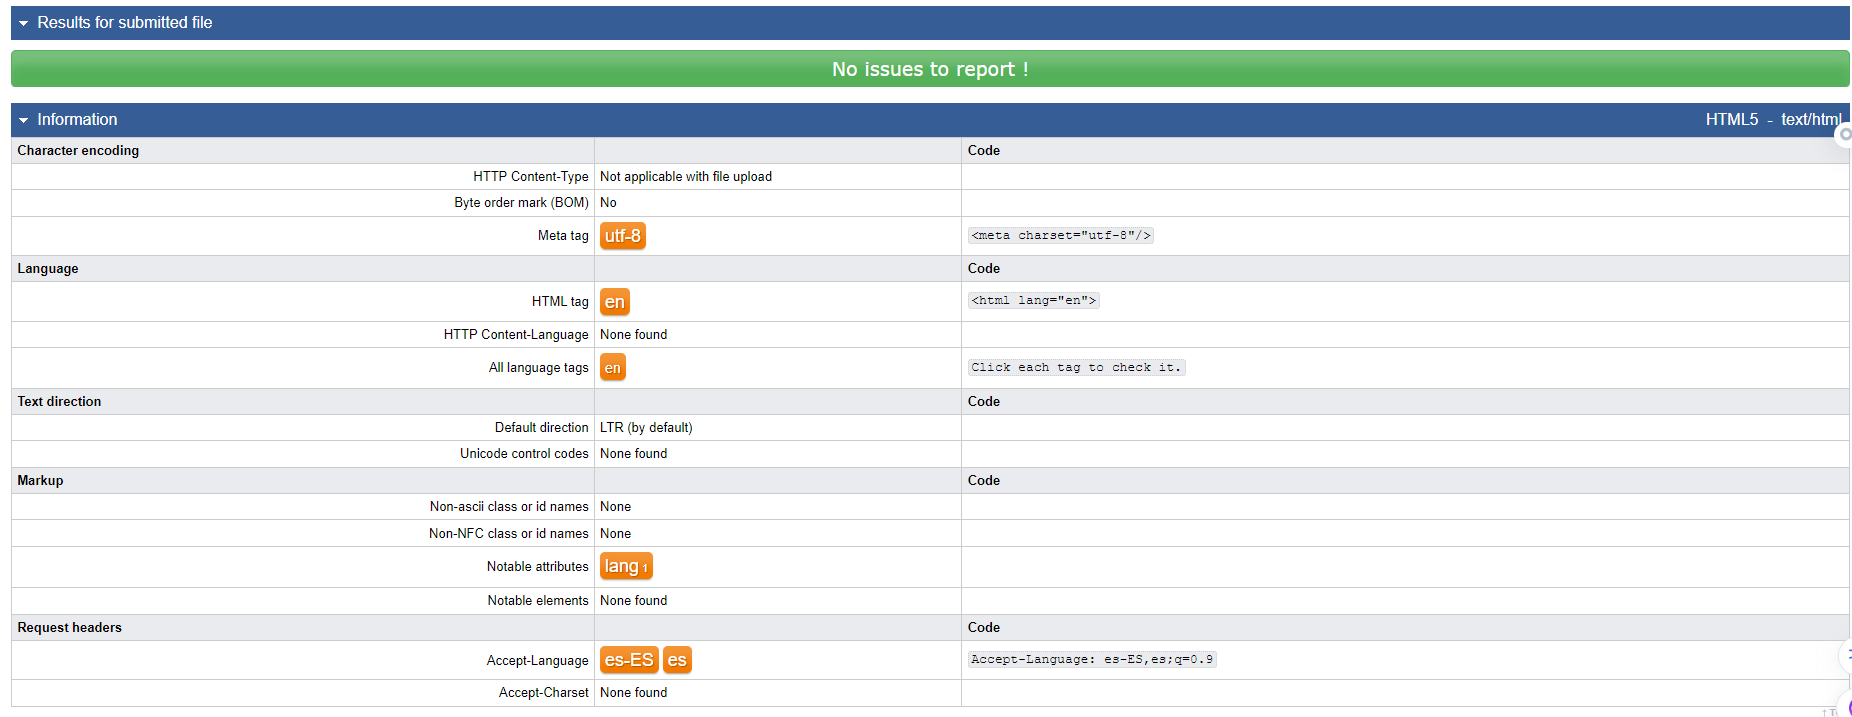 Results for submitted file
No issues to report !
Information HTML5 - text/html
Character encoding Code
HTTP Content-Type Not applicable with file upload
Byte order mark (BOM) No
Meta tag utf-8 <meta charset="utf-8"/>
Language Code
HTML tag en <html lang="en">
HTTP Content-Language None found
All language tags en Click each tag to check it.
Text direction Code
Default direction LTR (by default)
Unicode control codes None found
Markup Code
Non-ascii class or id names None
Non-NFC class or id names None
Notable attributes lang 1
Notable elements None found
Request headers Code
Accept-Language es-ES es Accept-Language: es-ES,es;q=0.9
Accept-Charset None found